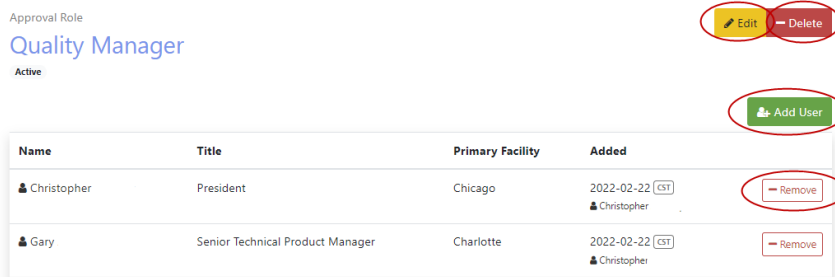 Approval Role
Edit
Delete
Quality Manager
Active
Add User
Name Title Primary Facility Added
Christopher President Chicago 2022-02-22 CST Remove
Christopher
Gary Senior Technical Product Manager Charlotte 2022-02-22 CST Remove
Christopher